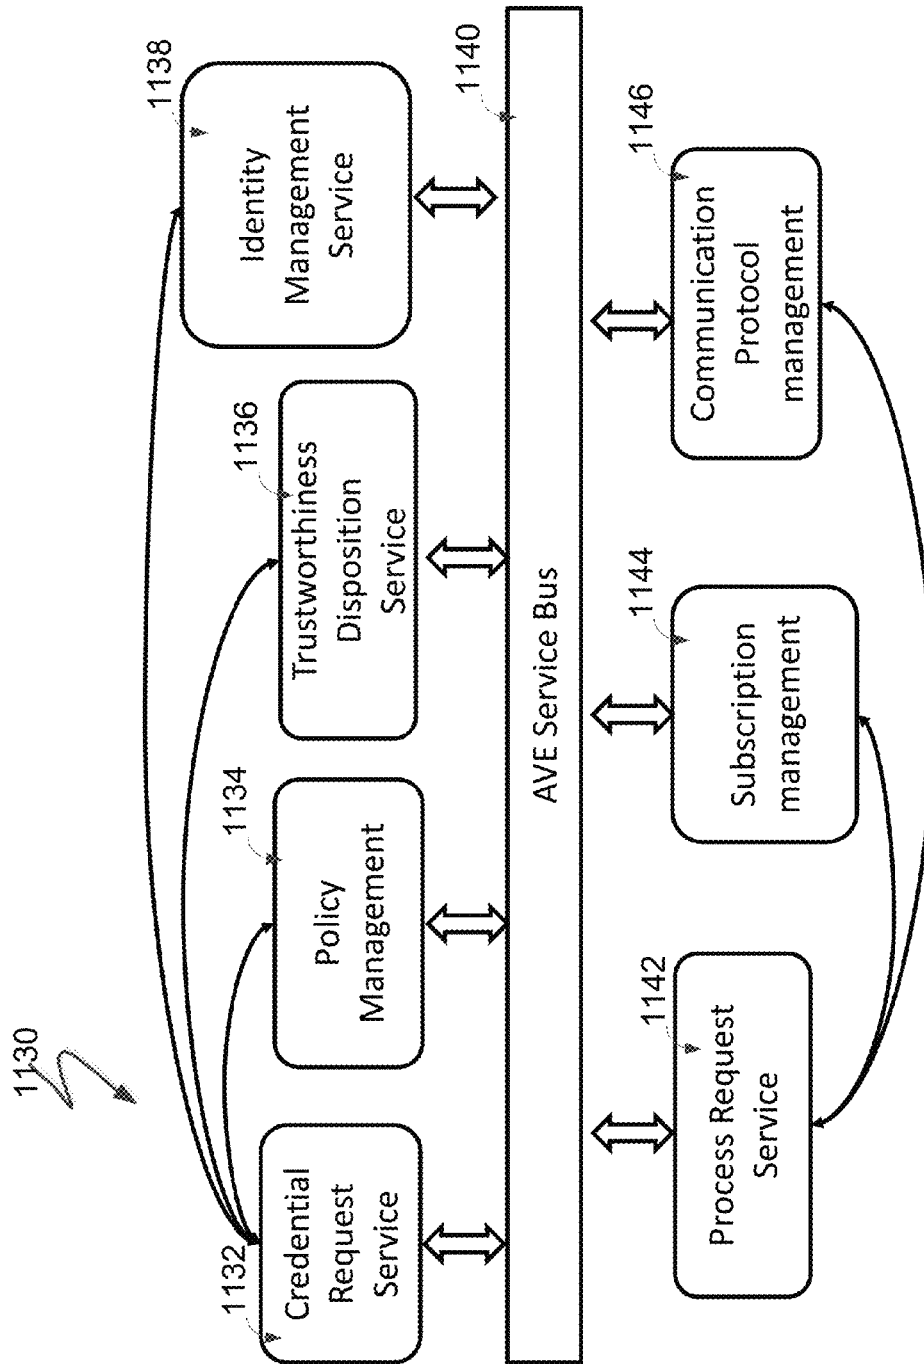 1130
1132
Credential
Request
Service
1134
Policy
Management
1136
Trustworthiness
Disposition
Service
1138
Identity
Management
Service
1140
AVE Service Bus
1142
Process Request
Service
1144
Subscription
management
1146
Communication
Protocol
management